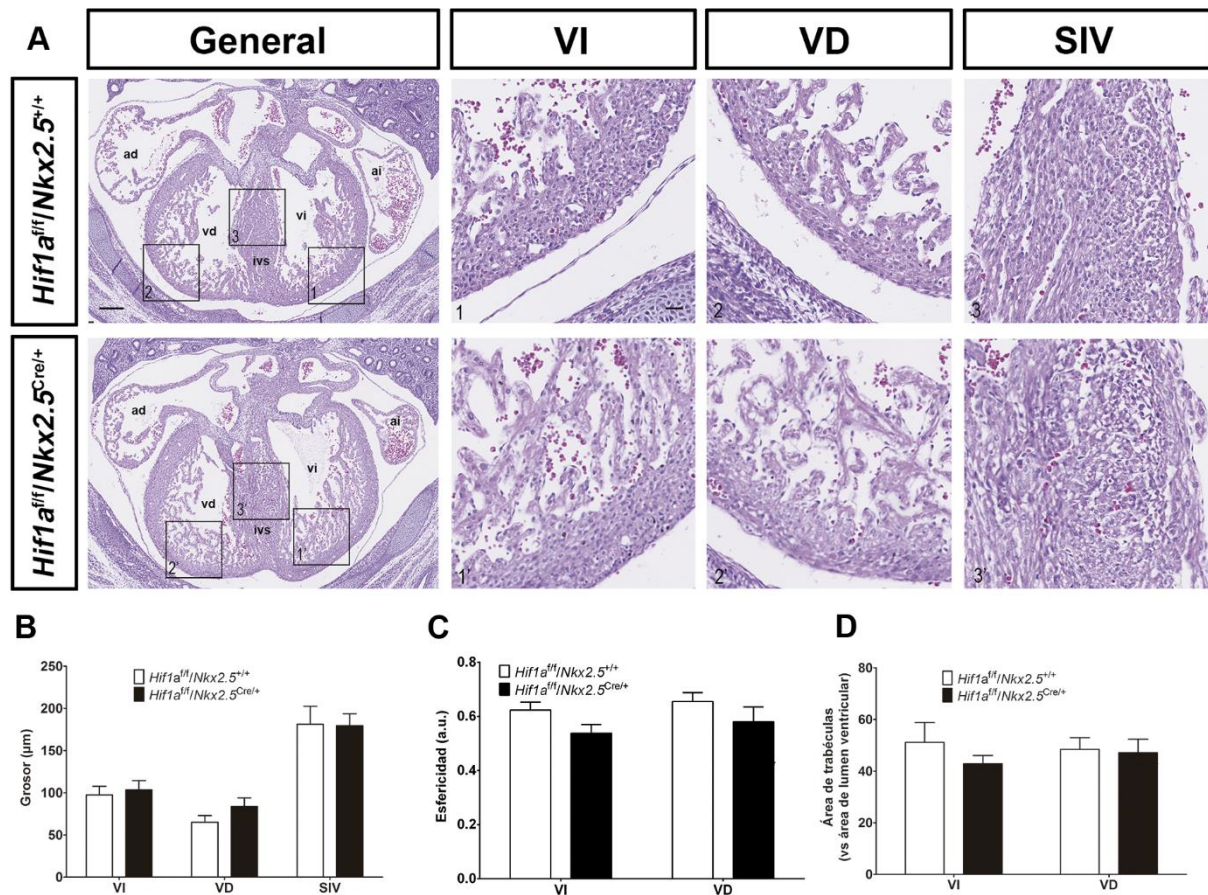 A
General
VI
VD
SIV
Hif1a^f/f/Nkx2.5^+/+
ad
ai
vd
vi
3
ivs
2
1
1
2
3
Hif1a^f/f/Nkx2.5^Cre/+
ad
ai
vd
vi
3
ivs
2'
1'
1'
2'
3'
B
Hif1a^f/f/Nkx2.5^+/+
Hif1a^f/f/Nkx2.5^Cre/+
Grosor (µm)
250
200
150
100
50
0
VI
VD
SIV
C
Hif1a^f/f/Nkx2.5^+/+
Hif1a^f/f/Nkx2.5^Cre/+
Esfericidad (a.u.)
0.8
0.6
0.4
0.2
0.0
VI
VD
D
Hif1a^f/f/Nkx2.5^+/+
Hif1a^f/f/Nkx2.5^Cre/+
Área de trabéculas
(vs área de lumen ventricular)
80
60
40
20
0
VI
VD